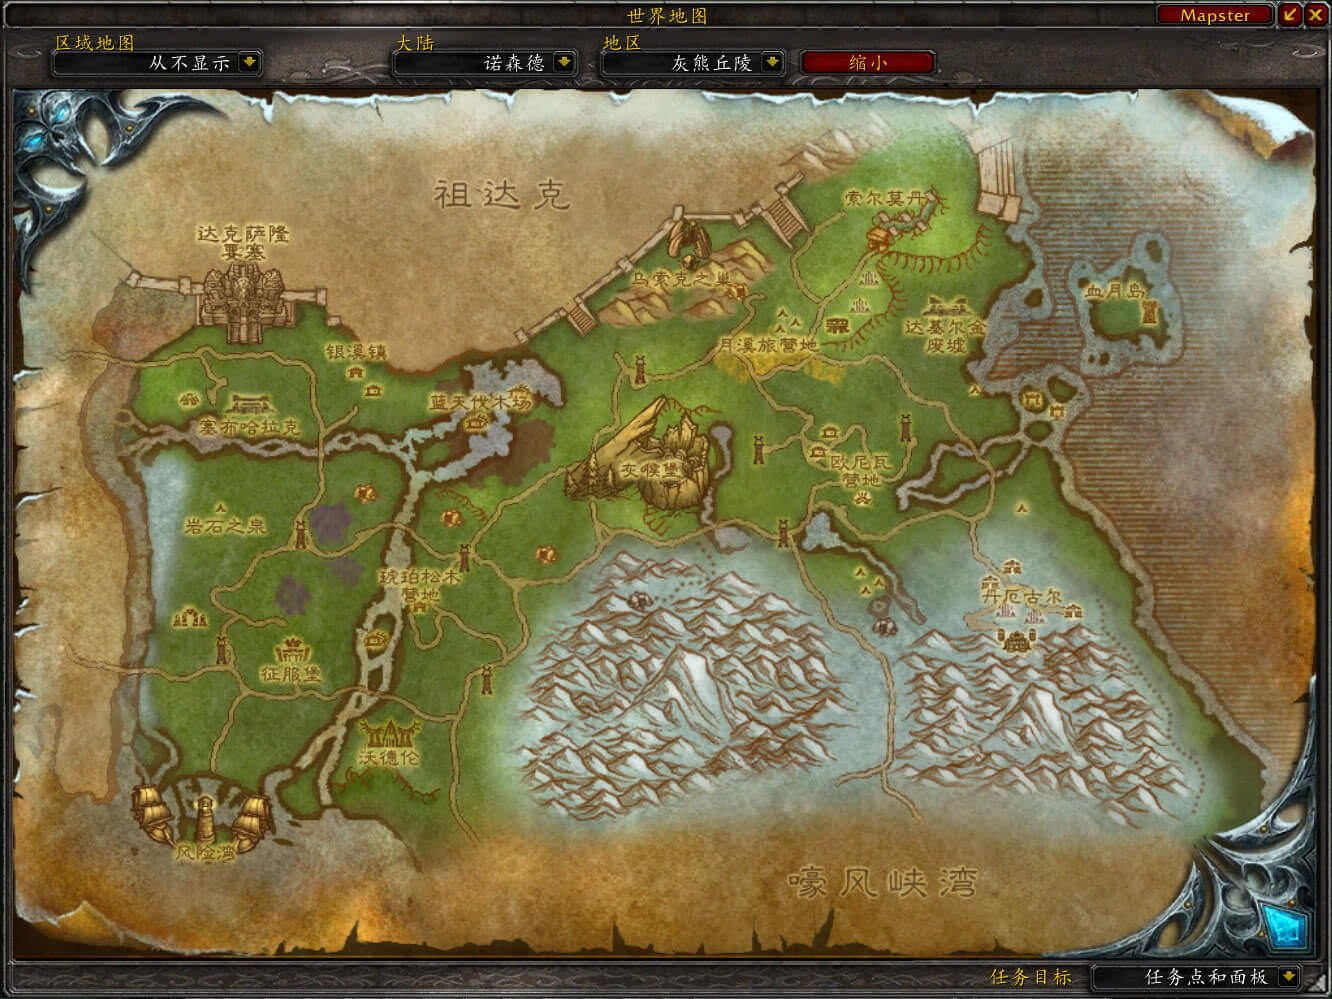 世界地图
Mapster
区域地图
大陆
地区
从不显示
诺森德
灰熊丘陵
缩小
祖达克
索尔莫丹
达克萨隆
要塞
乌索克之巢
血月岛
达基尔金
废墟
月溪旅营地
银溪镇
蓝天伐木场
塞布哈拉克
灰喉堡
欧尼瓦
营地
岩石之泉
琥珀松木
营地
丹厄古尔
征服堡
沃德伦
风险湾
嚎风峡湾
任务目标
任务点和面板